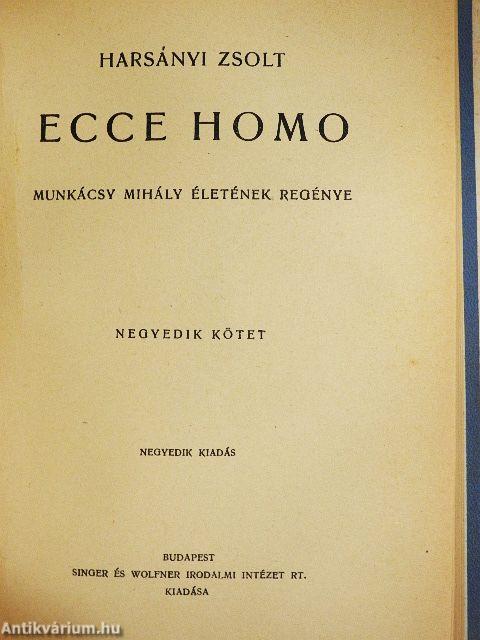 HARSÁNYI ZSOLT
ECCE HOMO
MUNKÁCSY MIHÁLY ÉLETÉNEK REGÉNYE
NEGYEDIK KÖTET
NEGYEDIK KIADÁS
BUDAPEST
SINGER ÉS WOLFNER IRODALMI INTÉZET RT.
KIADÁSA
Antikvárium.hu